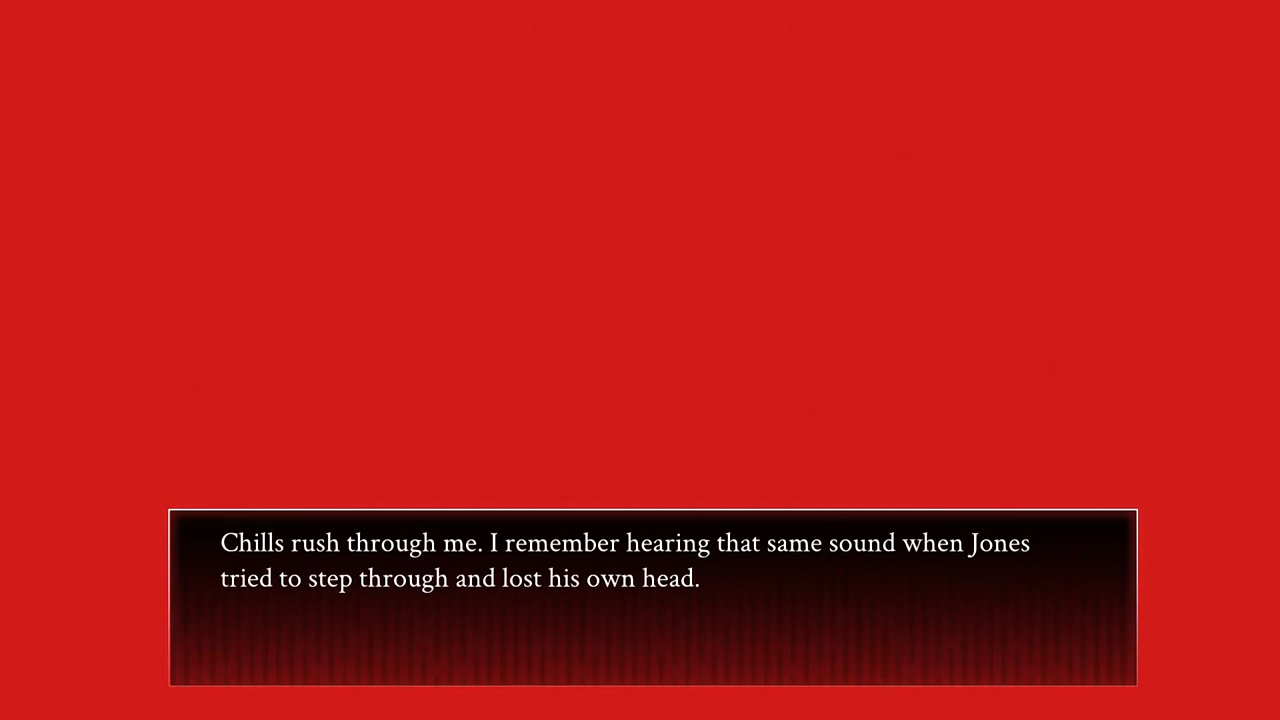 Chills rush through me. I remember hearing that same sound when Jones
tried to step through and lost his own head.